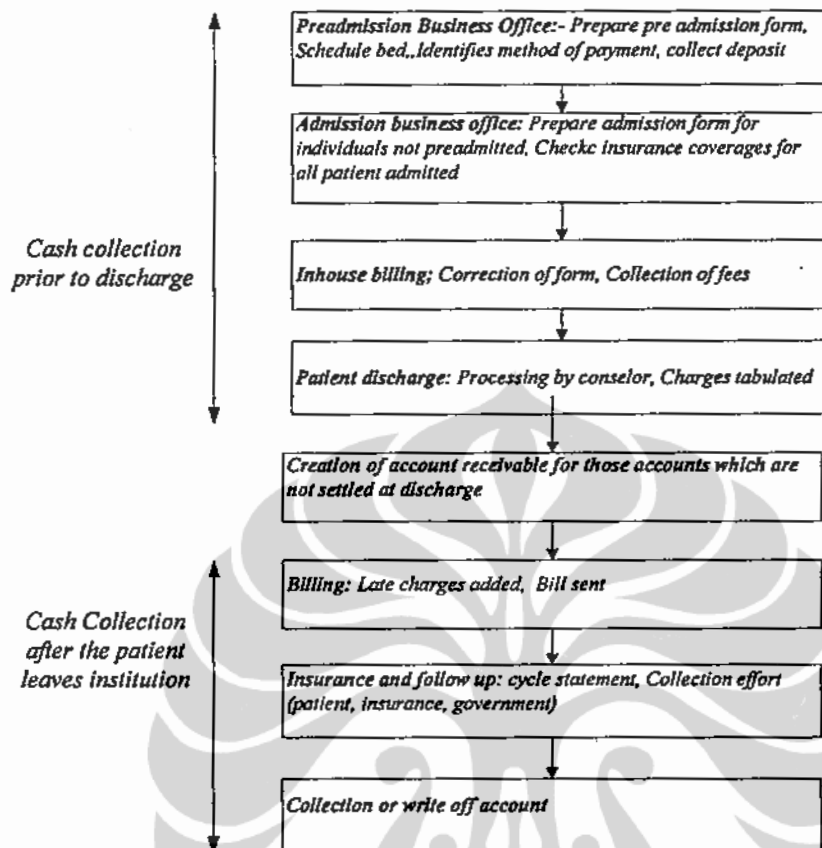 Preadmission Business Office:- Prepare pre admission form,
Schedule bed,.Identifies method of payment, collect deposit
Admission business office: Prepare admission form for
individuals not preadmitted, Checkc insurance coverages for
all patient admitted
Cash collection
prior to discharge
Inhouse billing; Correction of form, Collection of fees
Patient discharge: Processing by conselor, Charges tabulated
Creation of account receivable for those accounts which are
not settled at discharge
Billing: Late charges added, Bill sent
Cash Collection
after the patient
leaves institution
Insurance and follow up: cycle statement, Collection effort
(patient, insurance, government)
Collection or write off account